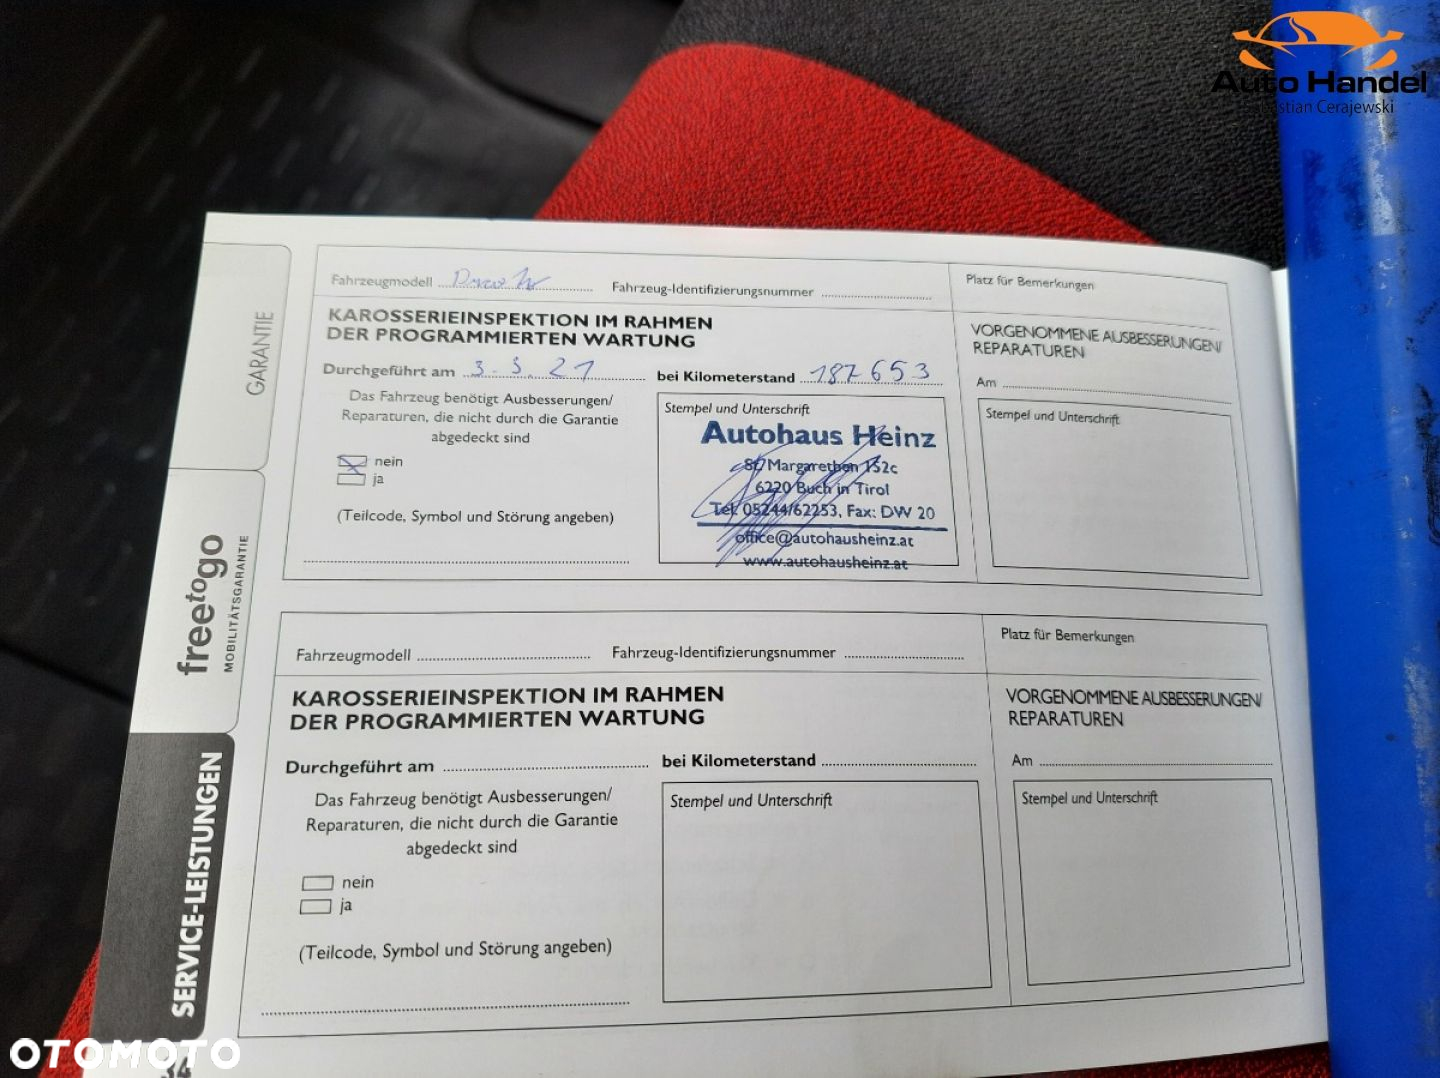 Auto Handel
Sebastian Cerajewski
GARANTIE
freetogo
MOBILITÄTSGARANTIE
SERVICE-LEISTUNGEN
Fahrzeugmodell
Fahrzeug-Identifizierungsnummer
Platz für Bemerkungen
KAROSSERIEINSPEKTION IM RAHMEN
DER PROGRAMMIERTEN WARTUNG
VORGENOMMENE AUSBESSERUNGEN/
REPARATUREN
Durchgeführt am 3.3.21
bei Kilometerstand 187653
Am
Das Fahrzeug benötigt Ausbesserungen/
Reparaturen, die nicht durch die Garantie
abgedeckt sind
nein
ja
(Teilcode, Symbol und Störung angeben)
Stempel und Unterschrift
Autohaus Heinz
St. Margarethen 152c
6220 Buch in Tirol
Tel. 05244/62253, Fax: DW 20
office@autohausheinz.at
www.autohausheinz.at
Stempel und Unterschrift
Fahrzeugmodell
Fahrzeug-Identifizierungsnummer
Platz für Bemerkungen
KAROSSERIEINSPEKTION IM RAHMEN
DER PROGRAMMIERTEN WARTUNG
VORGENOMMENE AUSBESSERUNGEN/
REPARATUREN
Durchgeführt am
bei Kilometerstand
Am
Das Fahrzeug benötigt Ausbesserungen/
Reparaturen, die nicht durch die Garantie
abgedeckt sind
nein
ja
(Teilcode, Symbol und Störung angeben)
Stempel und Unterschrift
Stempel und Unterschrift
OTOMOTO
34